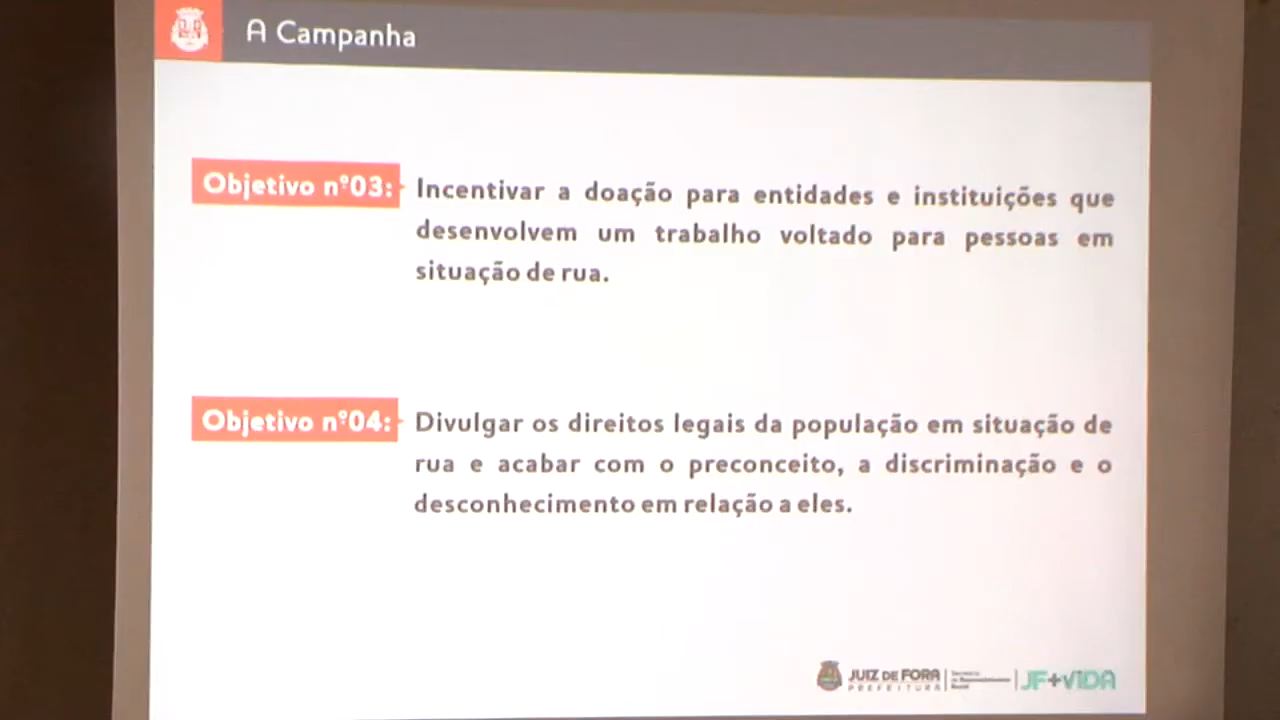 A Campanha
Objetivo nº03:
Incentivar a doação para entidades e instituições que
desenvolvem um trabalho voltado para pessoas em
situação de rua.
Objetivo nº04:
Divulgar os direitos legais da população em situação de
rua e acabar com o preconceito, a discriminação e o
desconhecimento em relação a eles.
JUIZ DE FORA
PREFEITURA
JF+VIDA